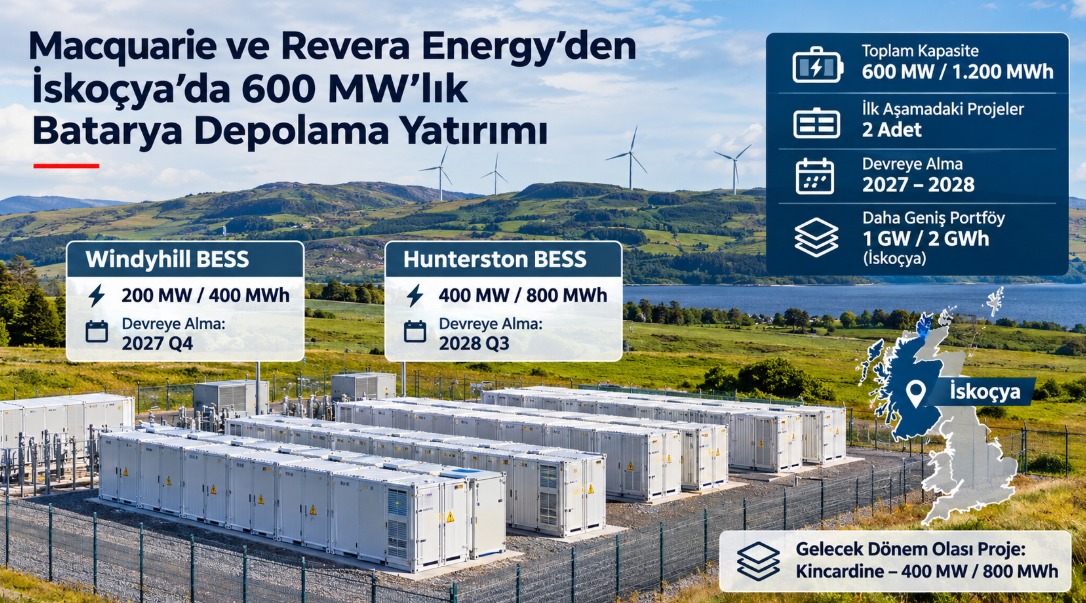 Macquarie ve Revera Energy’den
İskoçya’da 600 MW’lık
Batarya Depolama Yatırımı
Toplam Kapasite
600 MW / 1.200 MWh
İlk Aşamadaki Projeler
2 Adet
Devreye Alma
2027 – 2028
Daha Geniş Portföy
1 GW / 2 GWh
(İskoçya)
Windyhill BESS
200 MW / 400 MWh
Devreye Alma:
2027 Q4
Hunterston BESS
400 MW / 800 MWh
Devreye Alma:
2028 Q3
İskoçya
Gelecek Dönem Olası Proje:
Kincardine – 400 MW / 800 MWh